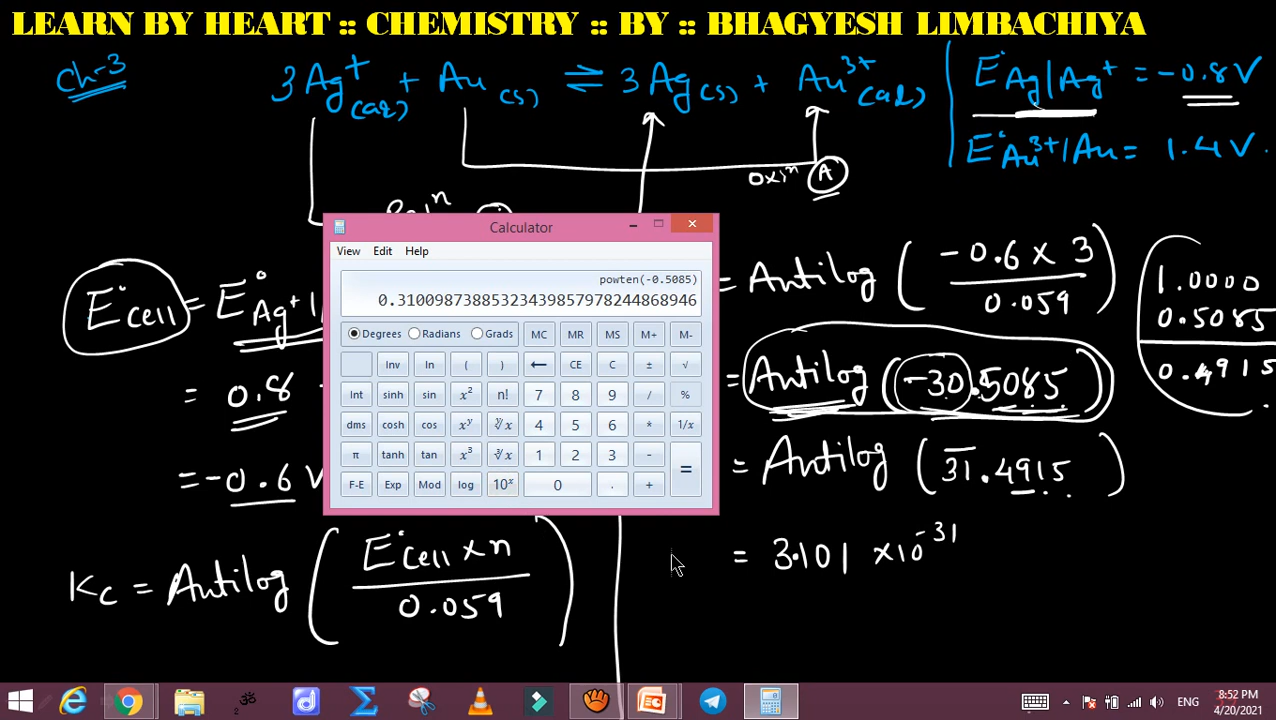 LEARN BY HEART :: CHEMISTRY :: BY :: BHAGYESH LIMBACHIYA
Ch-3
3Ag⁺(aq) + Au(s) ⇌ 3Ag(s) + Au³⁺(aq)
E°Ag|Ag⁺ = -0.8 V
E°Au³⁺|Au = 1.4 V.
oxiⁿ A
E°cell = E°Ag⁺|
= 0.8
= -0.6 V
Kc = Antilog ( E°cell × n / 0.059 )
Calculator
View Edit Help
powten(-0.5085)
0.31009873885323439857978244868946
Degrees Radians Grads MC MR MS M+ M-
Inv ln ( ) ← CE C ± √
Int sinh sin x² n! 7 8 9 / %
dms cosh cos xʸ ʸ√x 4 5 6 * 1/x
π tanh tan x³ ³√x 1 2 3 - =
F-E Exp Mod log 10ˣ 0 . +
= Antilog ( -0.6 × 3 / 0.059 )
= Antilog ( -30.5085 )
= Antilog ( 3̅1̅.4915 )
= 3.101 × 10⁻³¹
1.0000
0.5085
0.4915
ENG
8:52 PM
4/20/2021